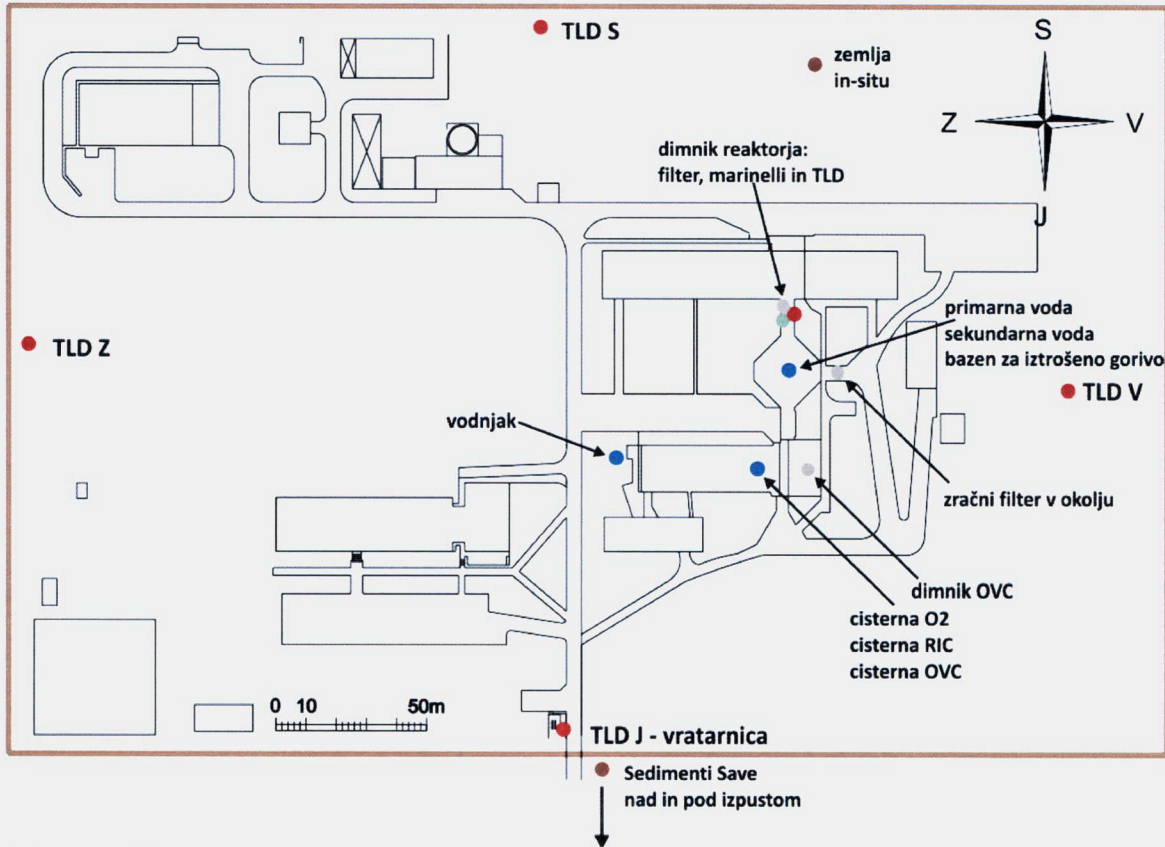 TLD S
zemlja
in-situ
S
Z
V
J
dimnik reaktorja:
filter, marinelli in TLD
primarna voda
sekundarna voda
bazen za iztrošeno gorivo
TLD Z
TLD V
vodnjak
zračni filter v okolju
dimnik OVC
cisterna O2
cisterna RIC
cisterna OVC
0 10 50m
TLD J - vratarnica
Sedimenti Save
nad in pod izpustom